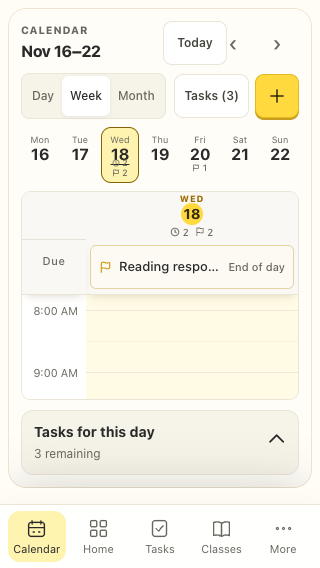 CALENDAR
Nov 16–22
Today
Day Week Month
Tasks (3)
Mon Tue Wed Thu Fri Sat Sun
16 17 18 19 20 21 22
2 1
WED
18
2 2
Due
Reading respo... End of day
8:00 AM
9:00 AM
Tasks for this day
3 remaining
Calendar Home Tasks Classes More